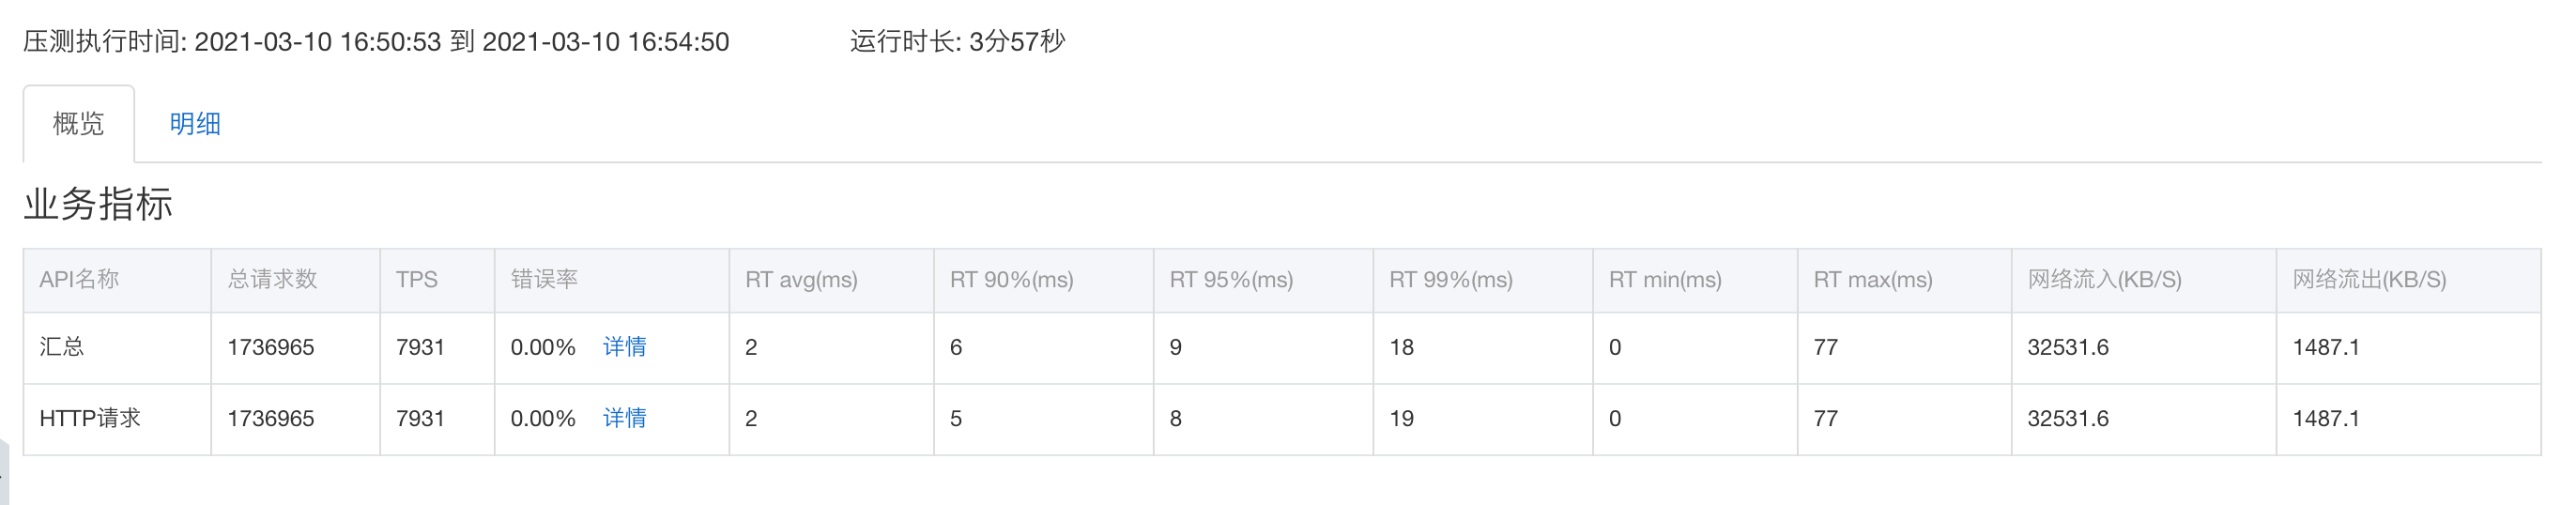 压测执行时间: 2021-03-10 16:50:53 到 2021-03-10 16:54:50 运行时长: 3分57秒
概览 明细
业务指标
API名称 总请求数 TPS 错误率 RT avg(ms) RT 90%(ms) RT 95%(ms) RT 99%(ms) RT min(ms) RT max(ms) 网络流入(KB/S) 网络流出(KB/S)
汇总 1736965 7931 0.00% 详情 2 6 9 18 0 77 32531.6 1487.1
HTTP请求 1736965 7931 0.00% 详情 2 5 8 19 0 77 32531.6 1487.1